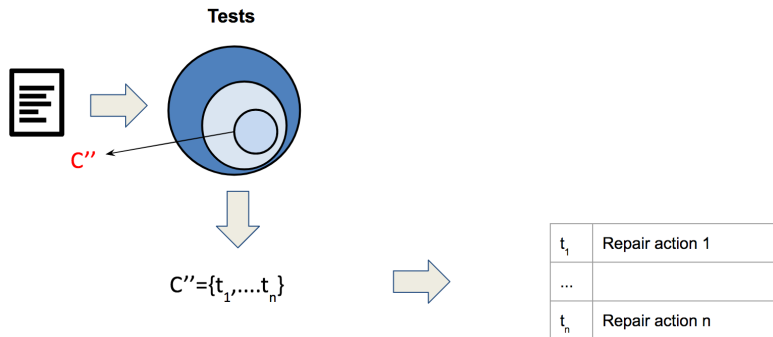 Tests
C’’
C’’={t1,....tn}
t1 Repair action 1
...
tn Repair action n